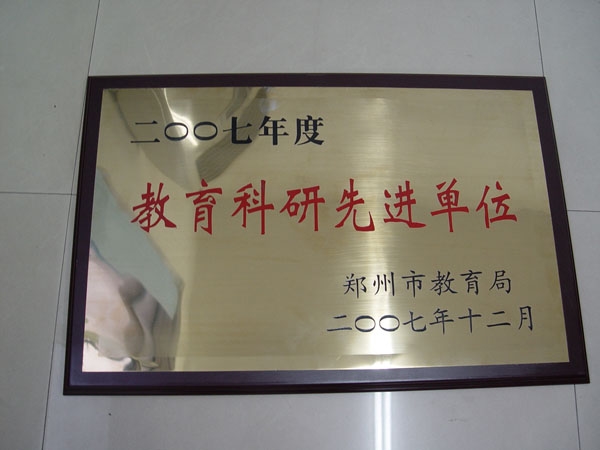 二〇〇七年度
教育科研先进单位
郑州市教育局
二〇〇七年十二月